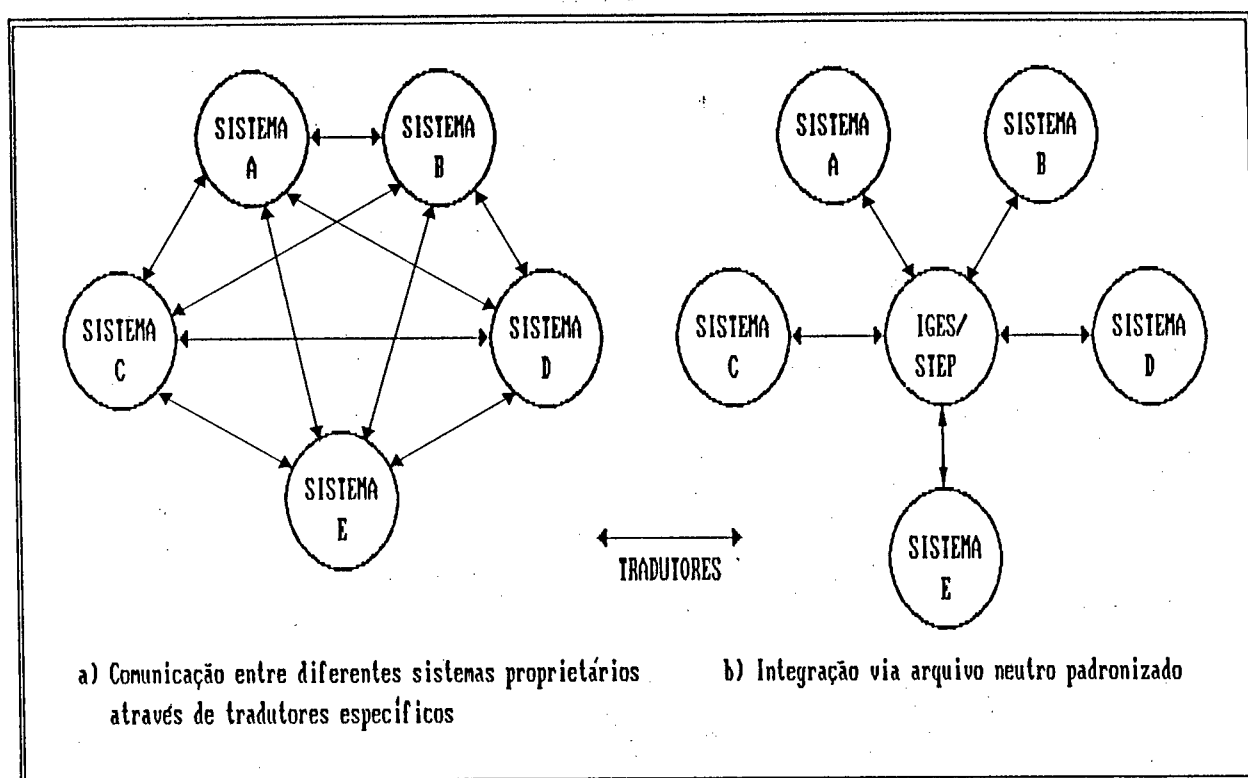 SISTEMA
A
SISTEMA
B
SISTEMA
C
SISTEMA
D
SISTEMA
E
SISTEMA
A
SISTEMA
B
SISTEMA
C
IGES/
STEP
SISTEMA
D
SISTEMA
E
TRADUTORES
a) Comunicação entre diferentes sistemas proprietários
através de tradutores específicos
b) Integração via arquivo neutro padronizado